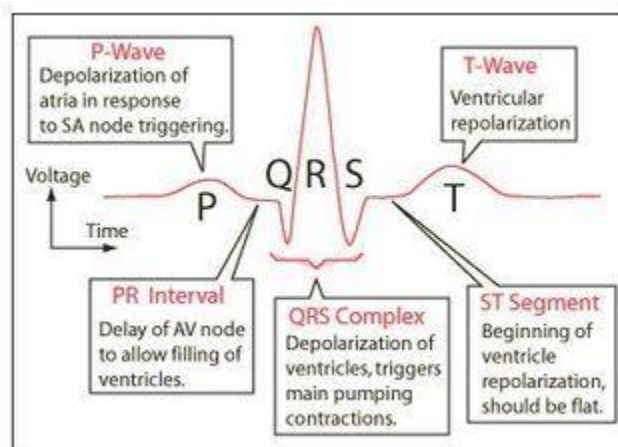 P-Wave
Depolarization of
atria in response
to SA node triggering.
T-Wave
Ventricular
repolarization
Q R S
P
T
Voltage
Time
PR Interval
Delay of AV node
to allow filling of
ventricles.
QRS Complex
Depolarization of
ventricles, triggers
main pumping
contractions.
ST Segment
Beginning of
ventricle
repolarization,
should be flat.